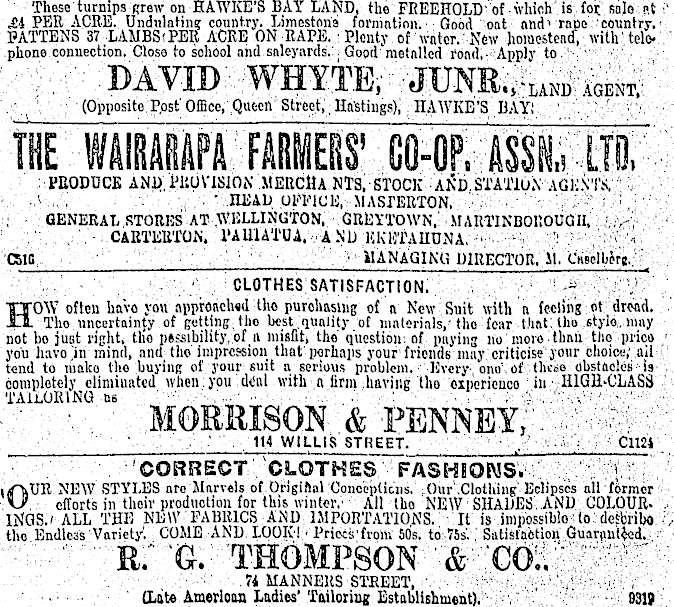 These turnips grew on HAWKE'S BAY LAND, the FREEHOLD of which is for sale at
£4 PER ACRE. Undulating country. Limestone formation. Good oat and rape country.
FATTENS 37 LAMBS PER ACRE ON RAPE. Plenty of water. New homestead, with tele-
phone connection. Close to school and saleyards. Good metalled road. Apply to
DAVID WHYTE, JUNR., LAND AGENT,
(Opposite Post Office, Queen Street, Hastings), HAWKE'S BAY.
THE WAIRARAPA FARMERS' CO-OP. ASSN., LTD.
PRODUCE AND PROVISION MERCHANTS, STOCK AND STATION AGENTS,
HEAD OFFICE, MASTERTON.
GENERAL STORES AT WELLINGTON, GREYTOWN, MARTINBOROUGH,
CARTERTON, PAHIATUA, AND EKETAHUNA.
C516 MANAGING DIRECTOR, M. Caselberg.
CLOTHES SATISFACTION.
HOW often have you approached the purchasing of a New Suit with a feeling of dread.
The uncertainty of getting the best quality of materials, the fear that the style may
not be just right, the possibility of a misfit, the question of paying no more than the price
you have in mind, and the impression that perhaps your friends may criticise your choice, all
tend to make the buying of your suit a serious problem. Every one of these obstacles is
completely eliminated when you deal with a firm having the experience in HIGH-CLASS
TAILORING as
MORRISON & PENNEY,
114 WILLIS STREET. C1124
CORRECT CLOTHES FASHIONS.
OUR NEW STYLES are Marvels of Original Conceptions. Our Clothing Eclipses all former
efforts in their production for this winter. All the NEW SHADES AND COLOUR-
INGS. ALL THE NEW FABRICS AND IMPORTATIONS. It is impossible to describe
the Endless Variety. COME AND LOOK! Prices from 50s. to 75s. Satisfaction Guaranteed.
R. G. THOMPSON & CO..
74 MANNERS STREET,
(Late American Ladies' Tailoring Establishment). 9319